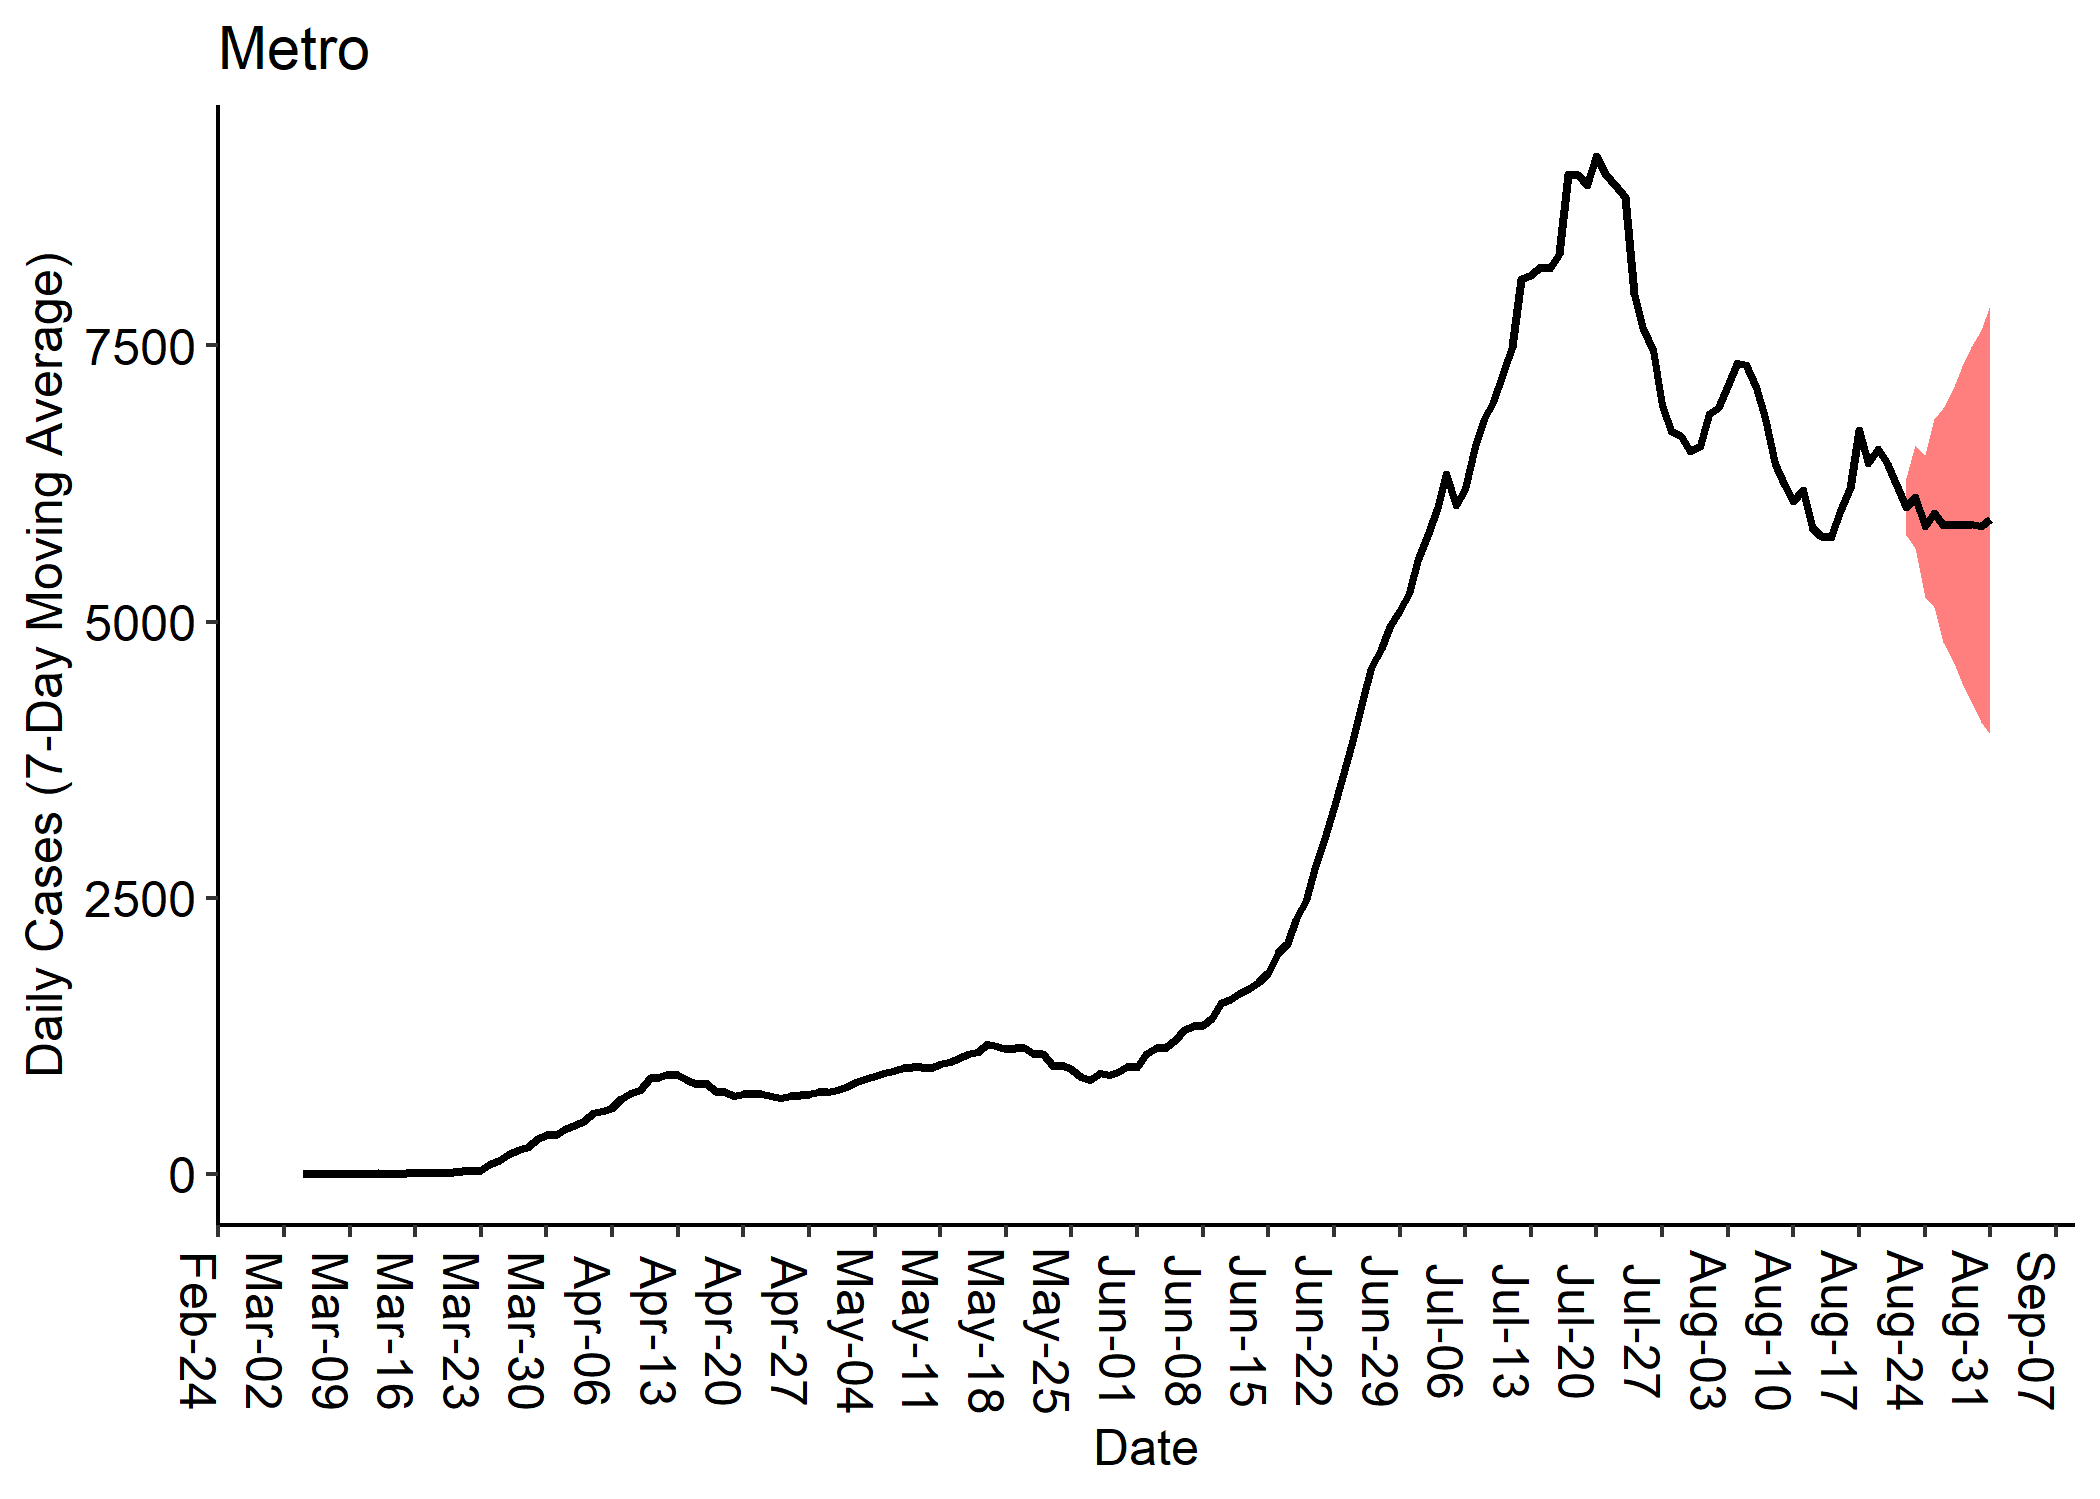 Metro
Daily Cases (7-Day Moving Average)
7500
5000
2500
0
Feb-24
Mar-02
Mar-09
Mar-16
Mar-23
Mar-30
Apr-06
Apr-13
Apr-20
Apr-27
May-04
May-11
May-18
May-25
Jun-01
Jun-08
Jun-15
Jun-22
Jun-29
Jul-06
Jul-13
Jul-20
Jul-27
Aug-03
Aug-10
Aug-17
Aug-24
Aug-31
Sep-07
Date